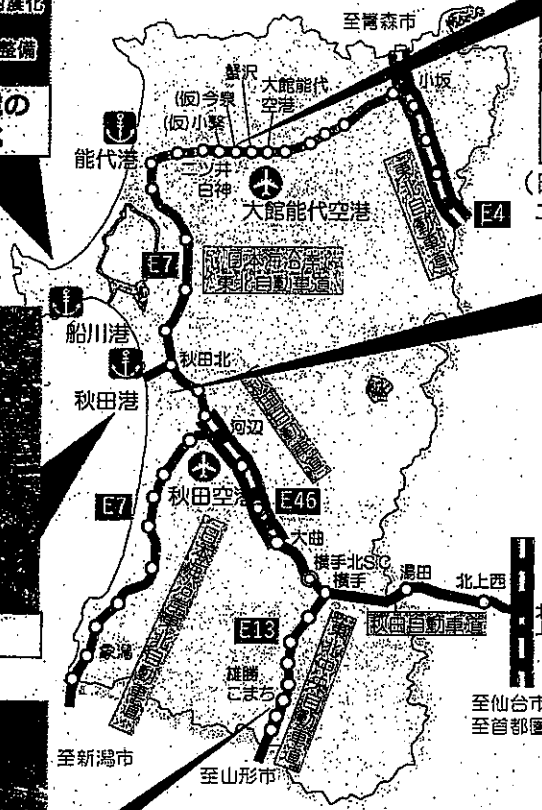 整備
の
至青森市
小坂
蟹沢
大館能代
空港
(仮)今泉
(仮)小繋
能代港
二ツ井
白神
大館能代空港
東北自動車道
E4
E7
日本海沿岸
東北自動車道
船川港
秋田北
秋田港
河辺
秋田空港
E7
E46
大曲
横手北SIC
横手
湯田
北上西
秋田自動車道
E13
象潟
雄勝
こまち
至仙台市
至首都圏
至新潟市
至山形市